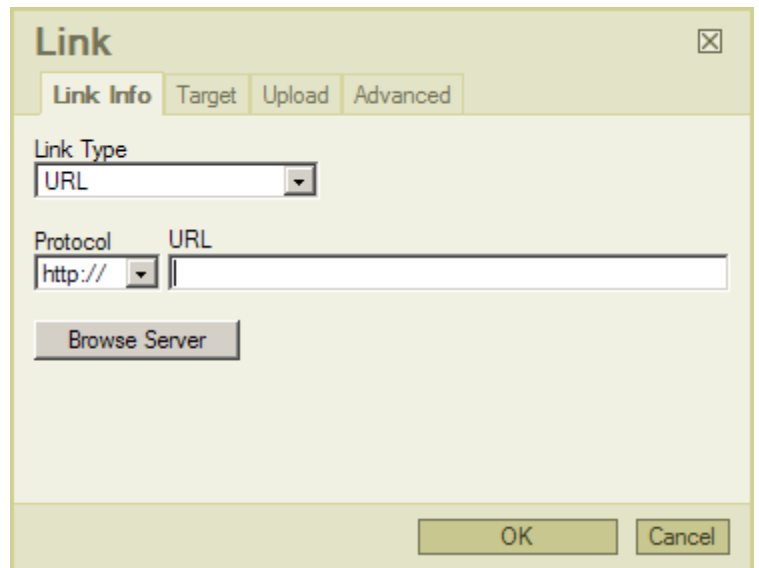 Link
Link Info Target Upload Advanced
Link Type
URL
Protocol URL
http://
Browse Server
OK Cancel